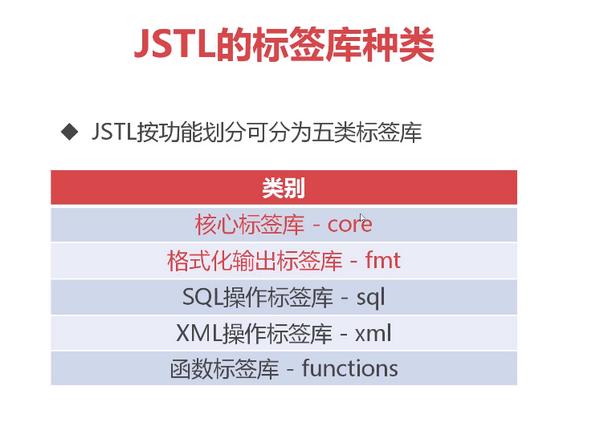 JSTL的标签库种类
◆ JSTL按功能划分可分为五类标签库
类别
核心标签库 - core
格式化输出标签库 - fmt
SQL操作标签库 - sql
XML操作标签库 - xml
函数标签库 - functions